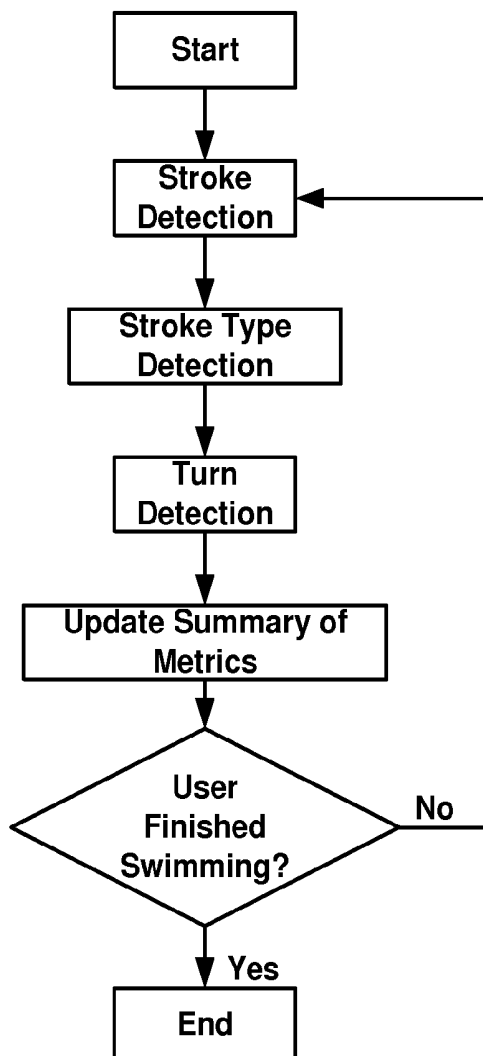 Start
Stroke
Detection
Stroke Type
Detection
Turn
Detection
Update Summary of
Metrics
User
Finished
Swimming?
No
Yes
End